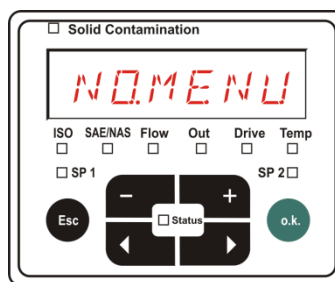 Solid Contamination
NO.MENU
ISO SAE/NAS Flow Out Drive Temp
SP 1 SP 2
− +
Esc Status o.k.